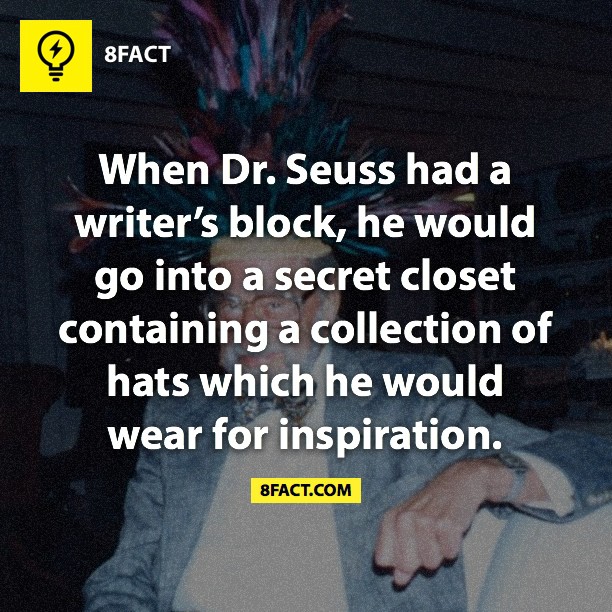 8FACT
When Dr. Seuss had a
writer’s block, he would
go into a secret closet
containing a collection of
hats which he would
wear for inspiration.
8FACT.COM